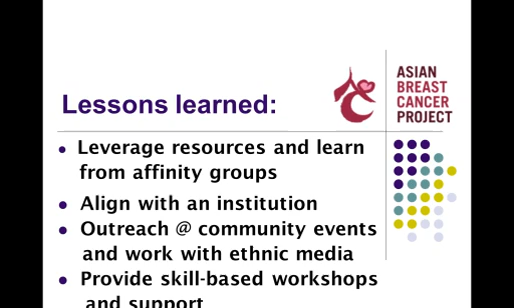 Lessons learned:
ASIAN
BREAST
CANCER
PROJECT
Leverage resources and learn
from affinity groups
Align with an institution
Outreach @ community events
and work with ethnic media
Provide skill-based workshops
and support